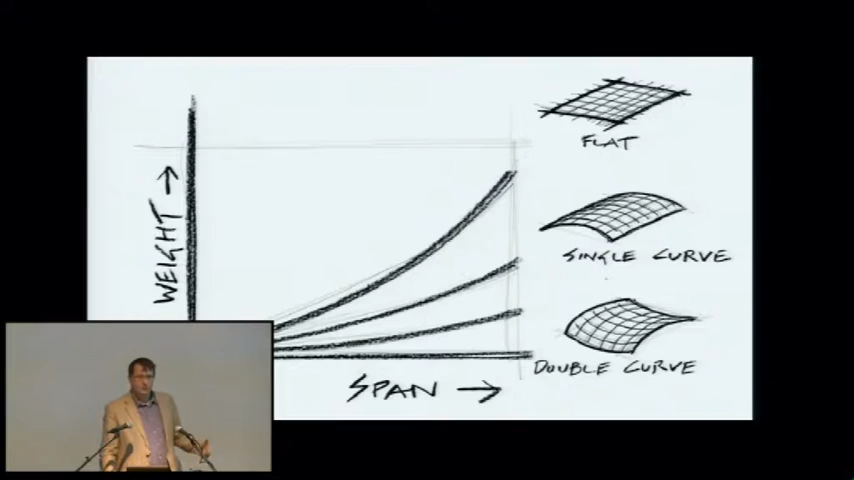 FLAT
WEIGHT →
SINGLE CURVE
DOUBLE CURVE
SPAN →